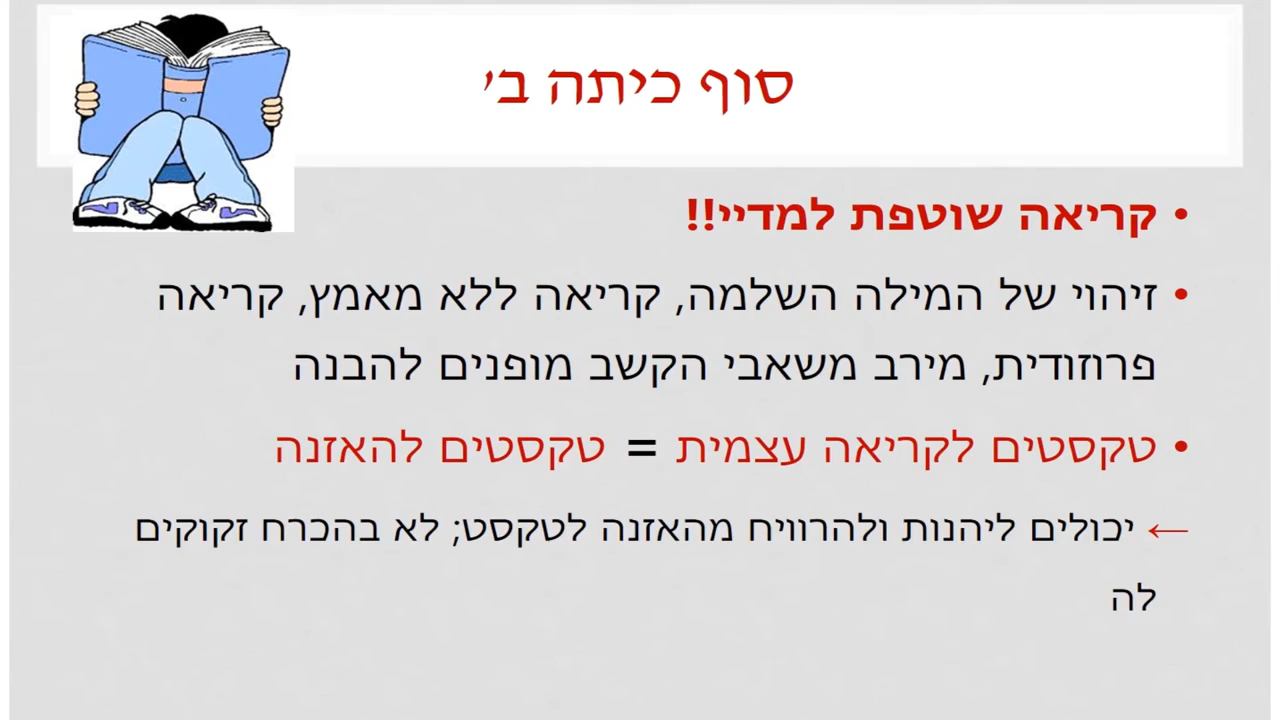 סוף כיתה ב'
• קריאה שוטפת למדיי!!
• זיהוי של המילה השלמה, קריאה ללא מאמץ, קריאה
פרוזודית, מירב משאבי הקשב מופנים להבנה
• טקסטים לקריאה עצמית = טקסטים להאזנה
← יכולים ליהנות ולהרוויח מהאזנה לטקסט; לא בהכרח זקוקים
לה